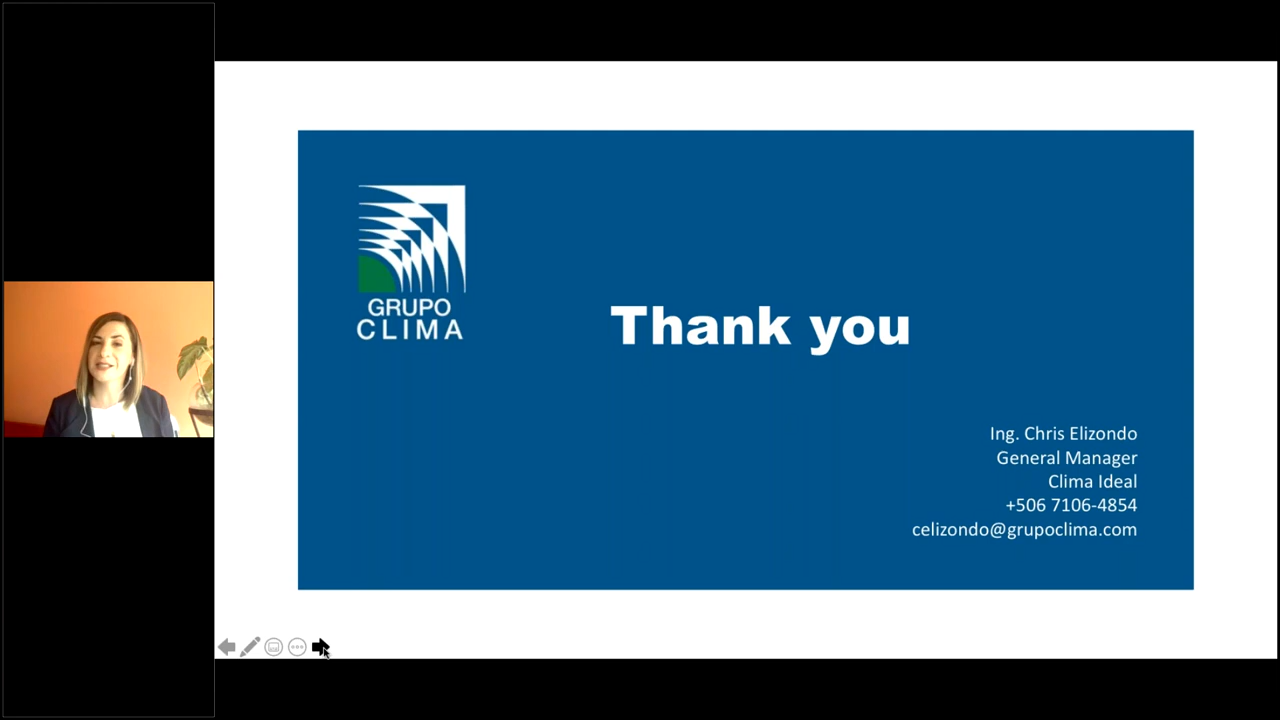 GRUPO
CLIMA
Thank you
Ing. Chris Elizondo
General Manager
Clima Ideal
+506 7106-4854
celizondo@grupoclima.com